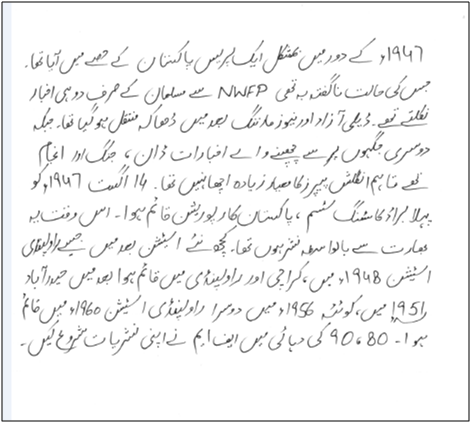 1947ء کے دور میں بمشکل ایک پریس پاکستان کے حصے میں آیا تھا۔
جس کی حالت ناگفتہ بہ تھی NWFP سے مسلمان کے صرف دو ہی اخبار
نکلتے تھے۔ ڈیلی آزاد اور نیوز مارننگ بعد میں ڈھاکہ منتقل ہو گیا تھا۔ جبکہ
دوسری جگہوں پر سے چھپنے والے اخبارات ڈان، جنگ اور انجام
تھے تاہم انگلش پیپرز کا معیار زیادہ اچھا نہیں تھا۔ 14 اگست 1947ء کو
پہلا براڈ کاسٹنگ سسٹم، پاکستان کارپوریشن قائم ہوا۔ اس وقت یہ
بھارت سے بالواسطہ نشر ہوں تھا۔ کچھ نئے اسٹیشن بعد میں جیسے راولپنڈی
اسٹیشن 1948ء میں، کراچی اور راولپنڈی میں قائم ہوا بعد میں حیدرآباد
1951ء میں، کوئٹہ 1956ء میں دوسرا راولپنڈی اسٹیشن 1960ء میں قائم
ہوا۔ 80، 90 کی دہائی میں ایف ایم نے اپنی نشریات شروع کیں۔